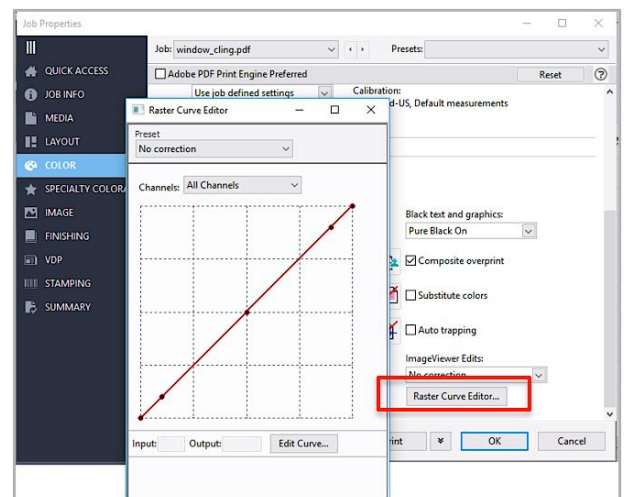 Job Properties
Job: window_cling.pdf
Presets:
QUICK ACCESS
JOB INFO
MEDIA
LAYOUT
COLOR
SPECIALTY COLOR
IMAGE
FINISHING
VDP
STAMPING
SUMMARY
Adobe PDF Print Engine Preferred
Reset
Use job defined settings
Calibration:
d-US, Default measurements
Raster Curve Editor
Preset
No correction
Channels: All Channels
Input:
Output:
Edit Curve...
Black text and graphics:
Pure Black On
Composite overprint
Substitute colors
Auto trapping
ImageViewer Edits:
No correction
Raster Curve Editor...
int
OK
Cancel